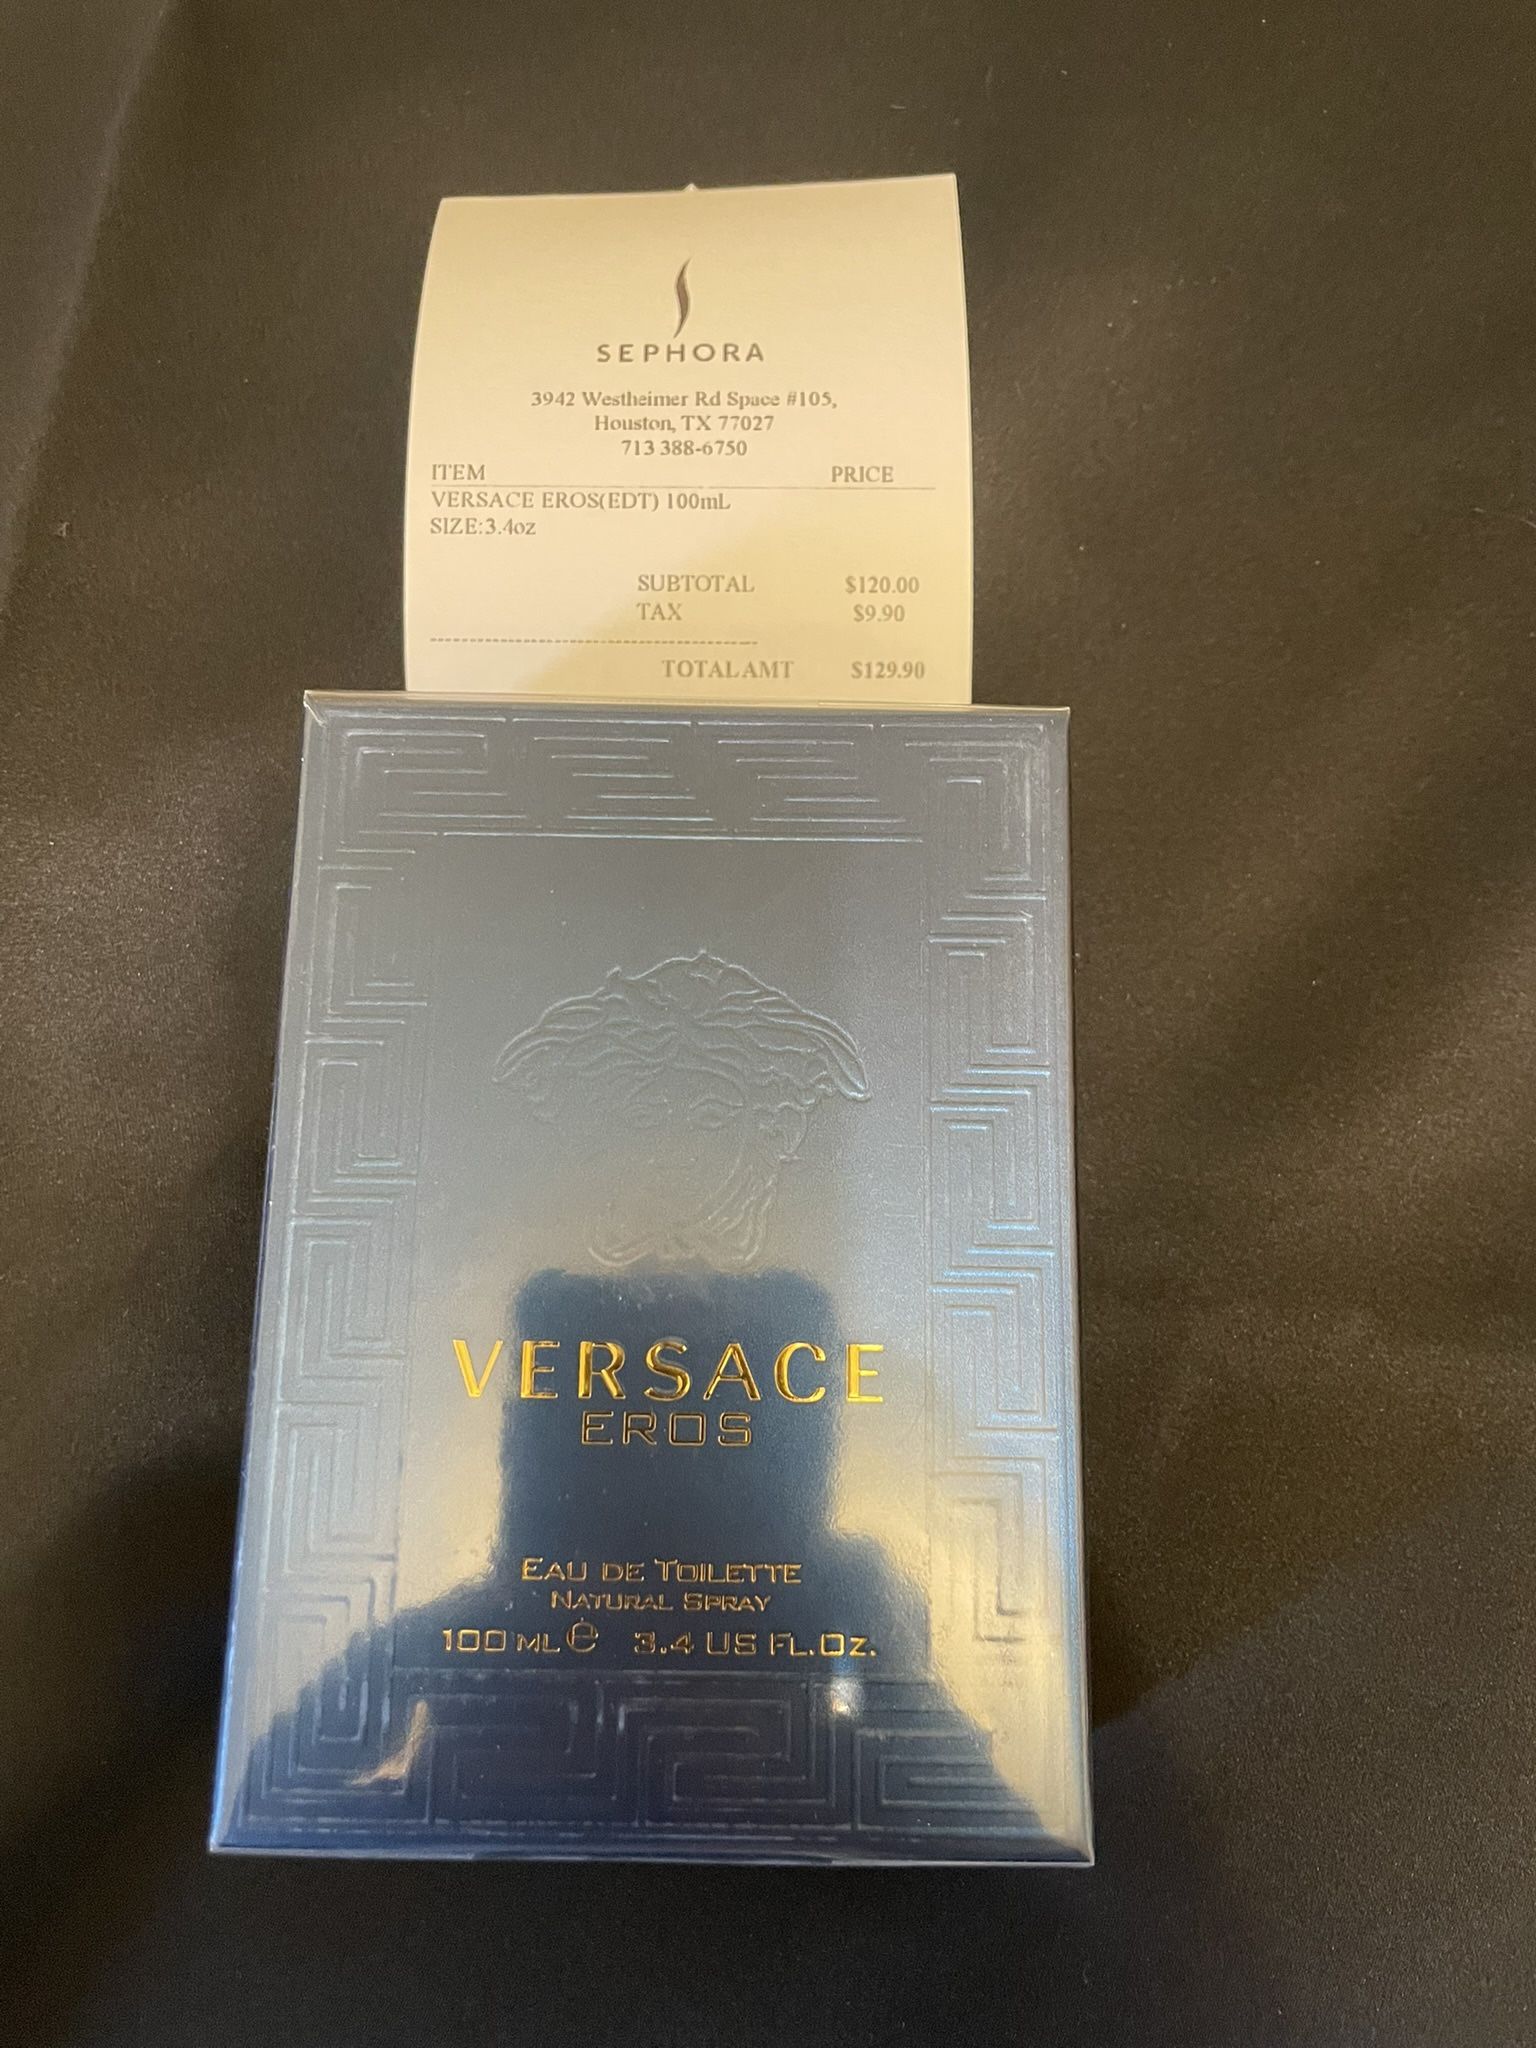 SEPHORA
3942 Westheimer Rd Space #105,
Houston, TX 77027
713 388-6750
ITEM PRICE
VERSACE EROS(EDT) 100mL
SIZE:3.4oz
SUBTOTAL $120.00
TAX $9.90
TOTAL AMT $129.90
VERSACE
EROS
EAU DE TOILETTE
NATURAL SPRAY
100 ML e 3.4 US FL.OZ.